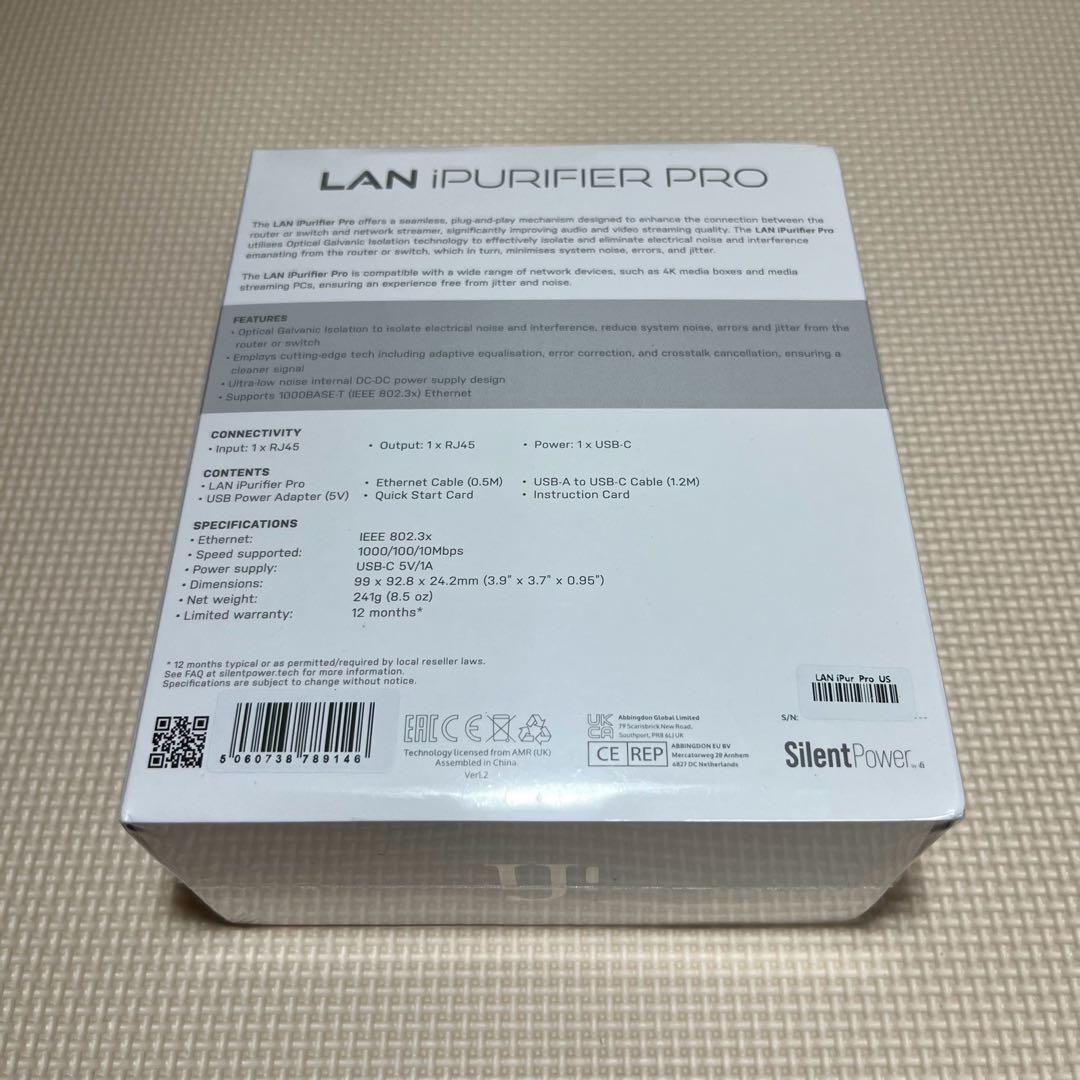 LAN iPURIFIER PRO
The LAN iPurifier Pro offers a seamless, plug-and-play mechanism designed to enhance the connection between the
router or switch and network streamer, significantly improving audio and video streaming quality. The LAN iPurifier Pro
utilises Optical Galvanic Isolation technology to effectively isolate and eliminate electrical noise and interference
emanating from the router or switch, which in turn, minimises system noise, errors, and jitter.
The LAN iPurifier Pro is compatible with a wide range of network devices, such as 4K media boxes and media
streaming PCs, ensuring an experience free from jitter and noise.
FEATURES
• Optical Galvanic Isolation to isolate electrical noise and interference, reduce system noise, errors and jitter from the
router or switch
• Employs cutting-edge tech including adaptive equalisation, error correction, and crosstalk cancellation, ensuring a
cleaner signal
• Ultra-low noise internal DC-DC power supply design
• Supports 1000BASE-T (IEEE 802.3x) Ethernet
CONNECTIVITY
• Input: 1 x RJ45 • Output: 1 x RJ45 • Power: 1 x USB-C
CONTENTS
• LAN iPurifier Pro • Ethernet Cable (0.5M) • USB-A to USB-C Cable (1.2M)
• USB Power Adapter (5V) • Quick Start Card • Instruction Card
SPECIFICATIONS
• Ethernet: IEEE 802.3x
• Speed supported: 1000/100/10Mbps
• Power supply: USB-C 5V/1A
• Dimensions: 99 x 92.8 x 24.2mm (3.9" x 3.7" x 0.95")
• Net weight: 241g (8.5 oz)
• Limited warranty: 12 months*
* 12 months typical or as permitted/required by local reseller laws.
See FAQ at silentpower.tech for more information.
Specifications are subject to change without notice.
LAN iPur Pro US
S/N:
5 060738 789146
EAC CE
Technology licensed from AMR (UK)
Assembled in China
Ver1.2
UK CA
Abbingdon Global Limited
79 Scarisbrick New Road,
Southport, PR8 6LJ UK
CE REP
ABBINGDON EU BV
Mercatorweg 28 Arnhem
6827 DC Netherlands
SilentPower by ifi